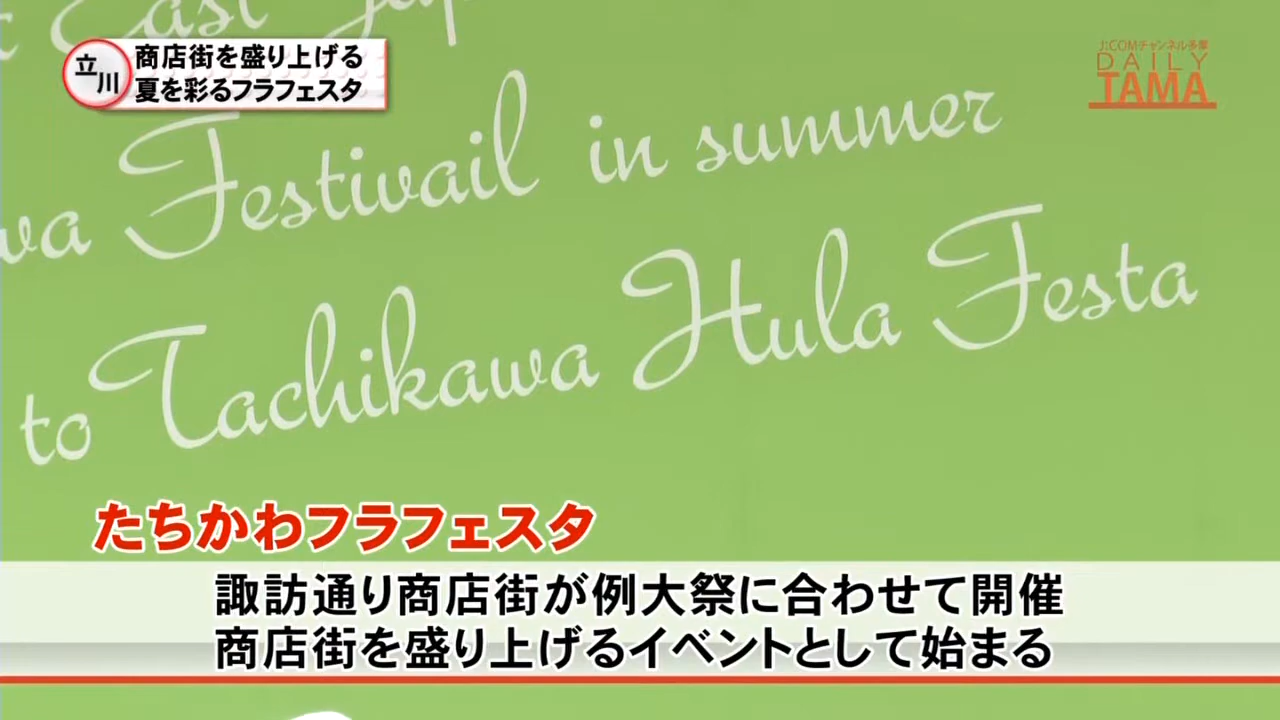 立川
商店街を盛り上げる
夏を彩るフラフェスタ
J:COMチャンネル多摩
DAILY
TAMA
East
wa Festivail in summer
to Tachikawa Hula Festa
たちかわフラフェスタ
諏訪通り商店街が例大祭に合わせて開催
商店街を盛り上げるイベントとして始まる